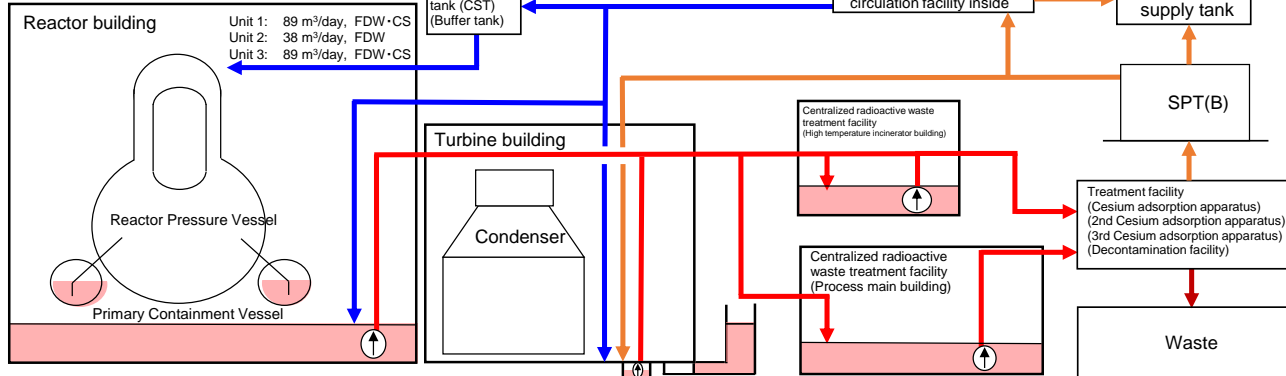 Reactor building
Unit 1: 89 m³/day, FDW・CS
Unit 2: 38 m³/day, FDW
Unit 3: 89 m³/day, FDW・CS
tank (CST)
(Buffer tank)
circulation facility inside
supply tank
SPT(B)
Centralized radioactive waste
treatment facility
(High temperature incinerator building)
Turbine building
Treatment facility
(Cesium adsorption apparatus)
(2nd Cesium adsorption apparatus)
(3rd Cesium adsorption apparatus)
(Decontamination facility)
Reactor Pressure Vessel
Condenser
Centralized radioactive
waste treatment facility
(Process main building)
Primary Containment Vessel
Waste